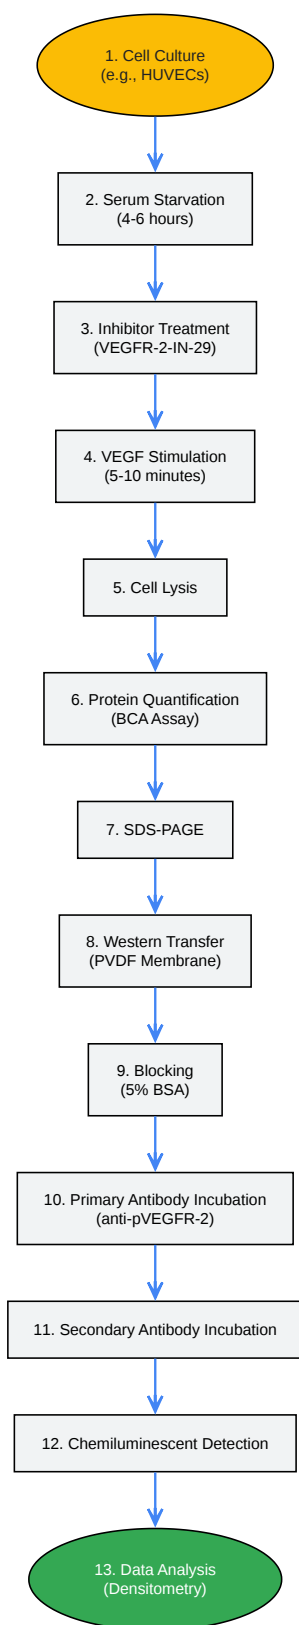 1. Cell Culture
(e.g., HUVECs)
2. Serum Starvation
(4-6 hours)
3. Inhibitor Treatment
(VEGFR-2-IN-29)
4. VEGF Stimulation
(5-10 minutes)
5. Cell Lysis
6. Protein Quantification
(BCA Assay)
7. SDS-PAGE
8. Western Transfer
(PVDF Membrane)
9. Blocking
(5% BSA)
10. Primary Antibody Incubation
(anti-pVEGFR-2)
11. Secondary Antibody Incubation
12. Chemiluminescent Detection
13. Data Analysis
(Densitometry)